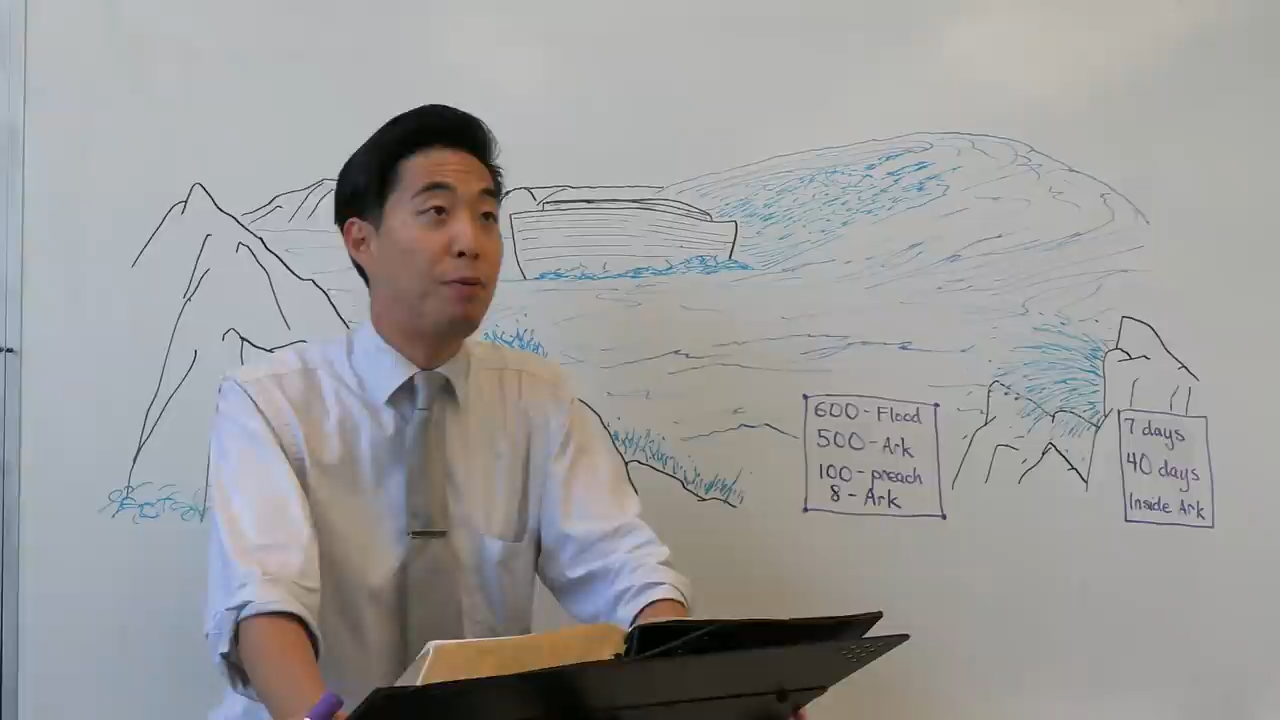 600-Flood
500-Ark
100-preach
8-Ark
7 days
40 days
Inside Ark